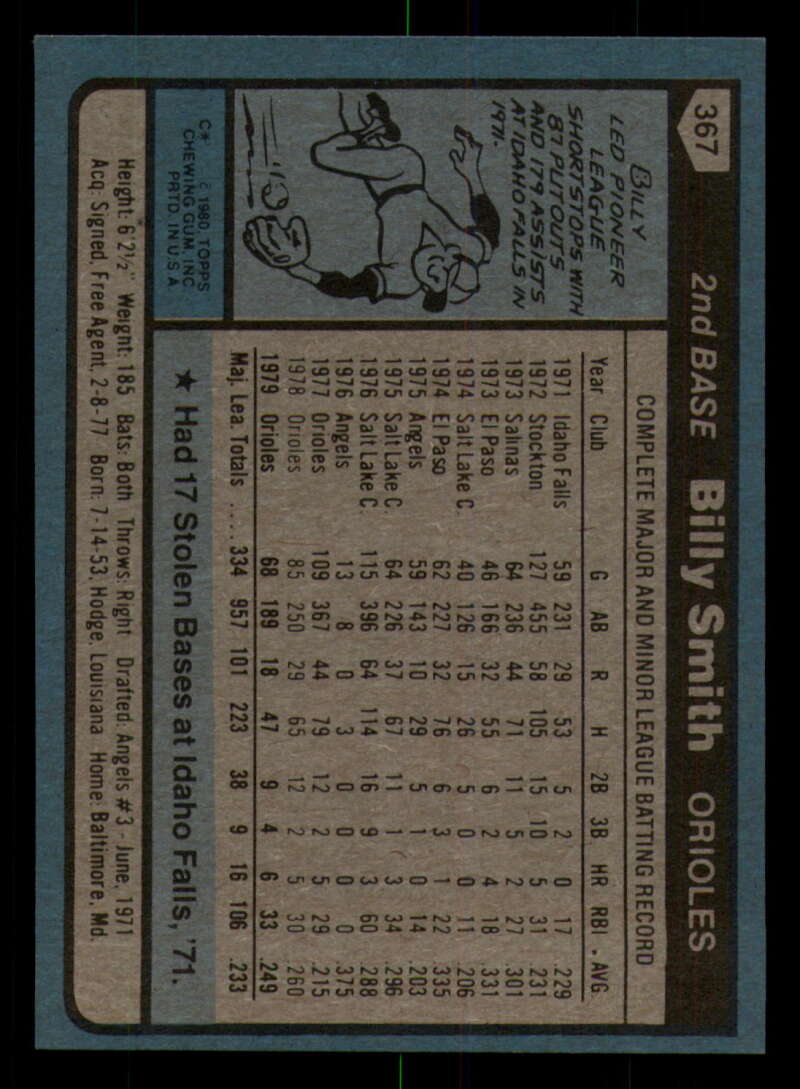 367
2nd BASE Billy Smith ORIOLES
BILLY
LED PIONEER
LEAGUE
SHORTSTOPS WITH
87 PUTOUTS
AND 179 ASSISTS
AT IDAHO FALLS IN
1971.
C* © 1980 TOPPS
CHEWING GUM, INC.
PRTD. IN U.S.A.
COMPLETE MAJOR AND MINOR LEAGUE BATTING RECORD
Year Club G AB R H 2B 3B HR RBI AVG
1971 Idaho Falls 59 231 29 53 5 2 0 17 .229
1972 Stockton 127 455 58 105 15 10 5 31 .231
1973 Salinas 64 236 44 71 11 5 2 27 .301
1973 El Paso 46 166 32 55 6 2 4 18 .331
1974 Salt Lake C. 40 126 15 26 5 0 0 11 .206
1974 El Paso 62 227 32 76 6 3 1 22 .335
1975 Angels 59 143 10 29 5 1 0 14 .203
1975 Salt Lake C. 64 226 37 67 11 1 3 34 .296
1976 Salt Lake C. 115 396 64 114 16 9 3 60 .288
1976 Angels 13 8 0 3 0 0 0 0 .375
1977 Orioles 109 367 44 79 12 2 5 29 .215
1978 Orioles 85 250 29 65 12 2 5 30 .260
1979 Orioles 68 189 18 47 9 4 6 33 .249
Maj. Lea. Totals .... 334 957 101 223 38 9 16 106 .233
★ Had 17 Stolen Bases at Idaho Falls, '71.
Height: 6'2½" Weight: 185 Bats: Both Throws: Right Drafted: Angels #3 - June, 1971
Acq: Signed, Free Agent, 2-8-77 Born: 7-14-53, Hodge, Louisiana Home: Baltimore, Md.